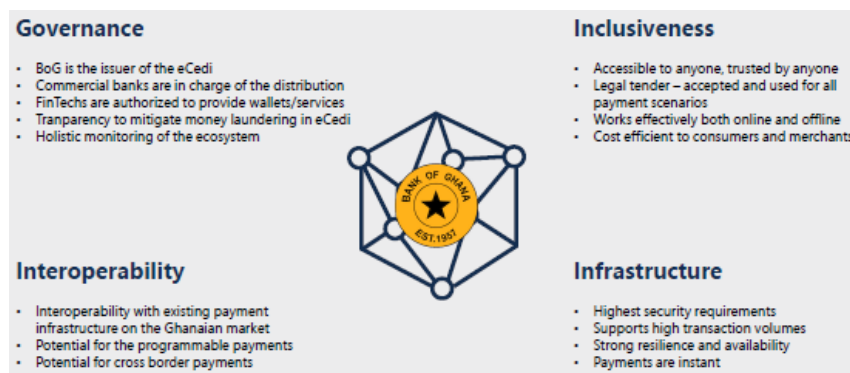 Governance
• BoG is the issuer of the eCedi
• Commercial banks are in charge of the distribution
• FinTechs are authorized to provide wallets/services
• Tranparency to mitigate money laundering in eCedi
• Holistic monitoring of the ecosystem
Inclusiveness
• Accessible to anyone, trusted by anyone
• Legal tender – accepted and used for all
payment scenarios
• Works effectively both online and offline
• Cost efficient to consumers and merchants
BANK OF GHANA
EST.1957
Interoperability
• Interoperability with existing payment
infrastructure on the Ghanaian market
• Potential for the programmable payments
• Potential for cross border payments
Infrastructure
• Highest security requirements
• Supports high transaction volumes
• Strong resilience and availability
• Payments are instant